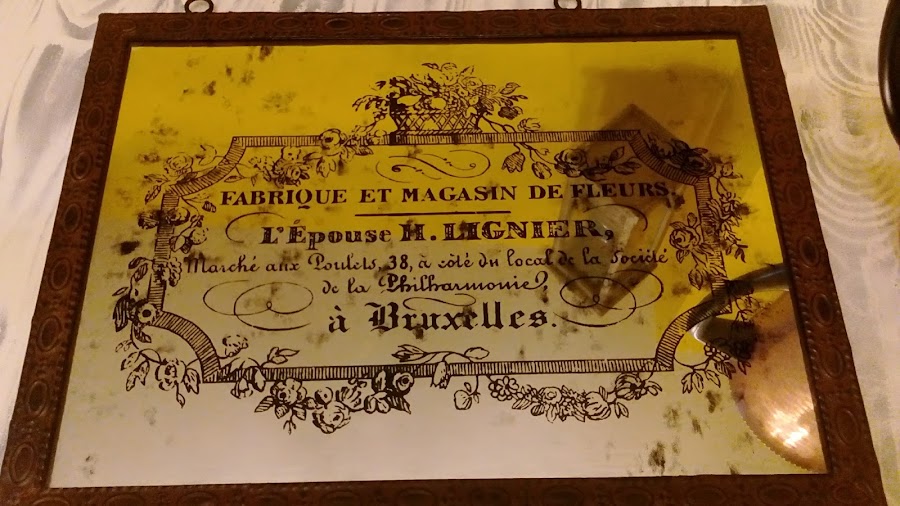 FABRIQUE ET MAGASIN DE FLEURS,
L'Épouse H. LIGNIER,
Marché aux Poulets, 38, à côté du local de la Société
de la Philharmonie,
à Bruxelles.